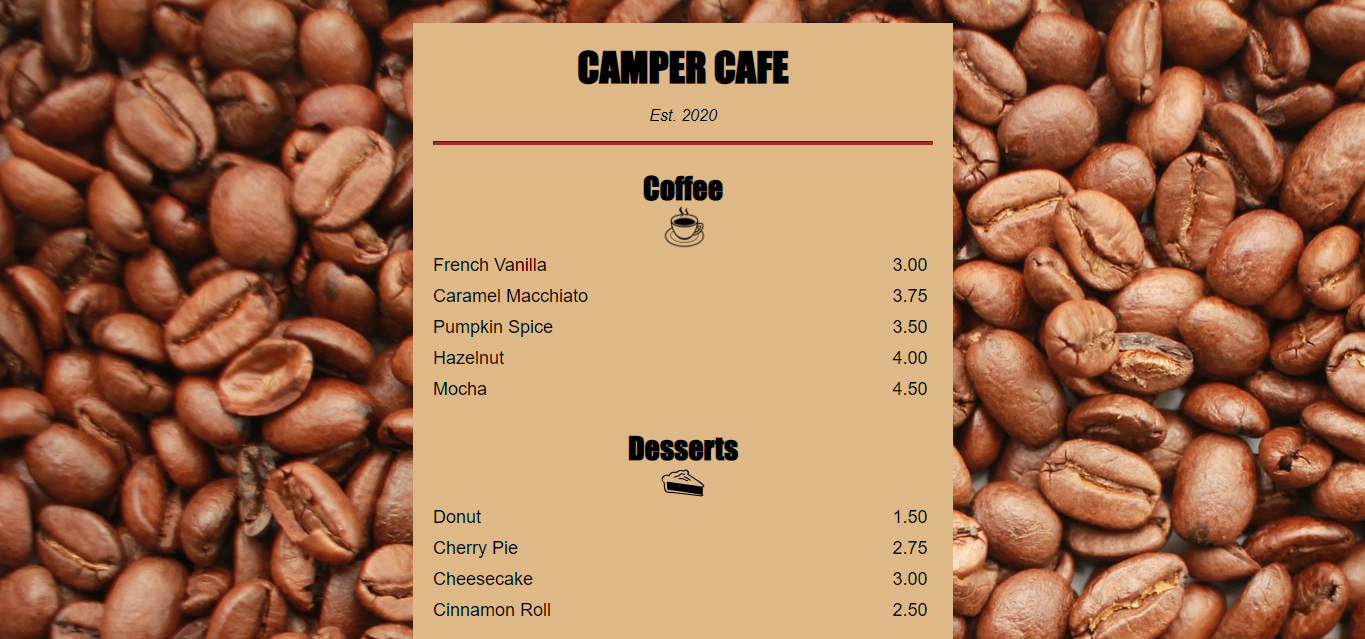 CAMPER CAFE
Est. 2020
Coffee
French Vanilla 3.00
Caramel Macchiato 3.75
Pumpkin Spice 3.50
Hazelnut 4.00
Mocha 4.50
Desserts
Donut 1.50
Cherry Pie 2.75
Cheesecake 3.00
Cinnamon Roll 2.50